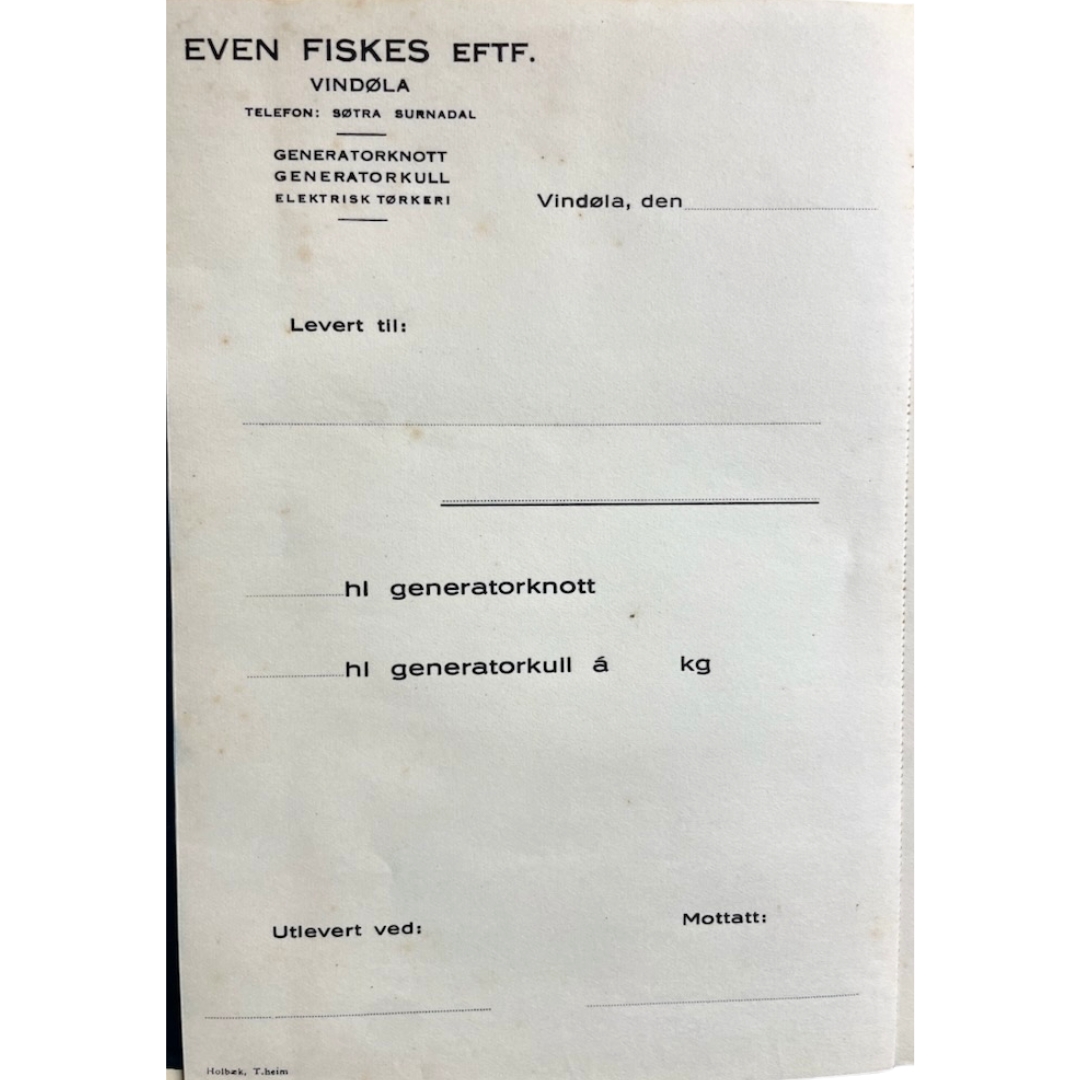 EVEN FISKES EFTF.
VINDØLA
TELEFON: SØTRA SURNADAL
GENERATORKNOTT
GENERATORKULL
ELEKTRISK TØRKERI
Vindøla, den
Levert til:
hl generatorknott
hl generatorkull á kg
Utlevert ved:
Mottatt:
Holbæk, T.heim